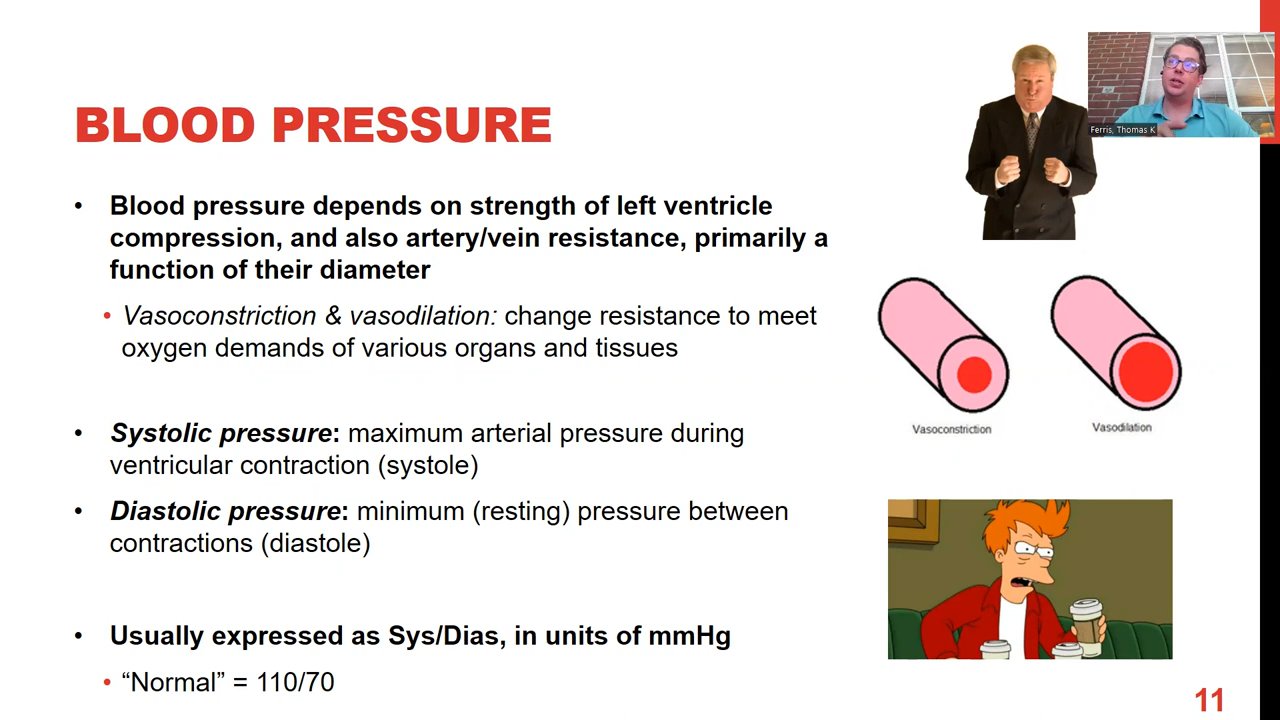 BLOOD PRESSURE
Ferris, Thomas K
• Blood pressure depends on strength of left ventricle
compression, and also artery/vein resistance, primarily a
function of their diameter
• Vasoconstriction & vasodilation: change resistance to meet
oxygen demands of various organs and tissues
Vasoconstriction
Vasodilation
• Systolic pressure: maximum arterial pressure during
ventricular contraction (systole)
• Diastolic pressure: minimum (resting) pressure between
contractions (diastole)
• Usually expressed as Sys/Dias, in units of mmHg
• “Normal” = 110/70
11